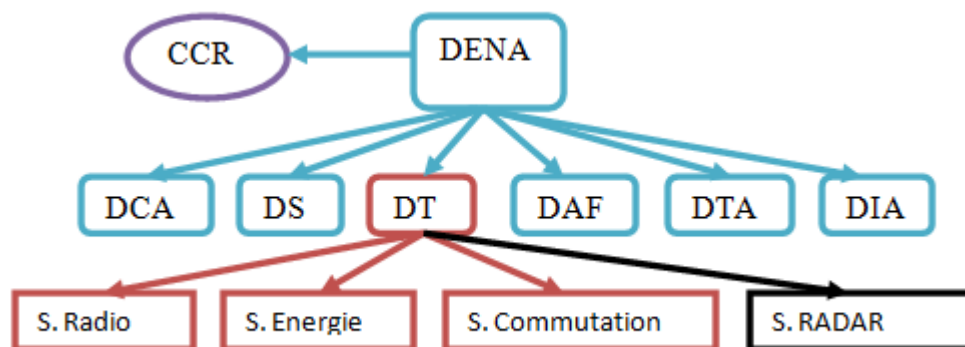 CCR
DENA
DCA
DS
DT
DAF
DTA
DIA
S. Radio
S. Energie
S. Commutation
S. RADAR